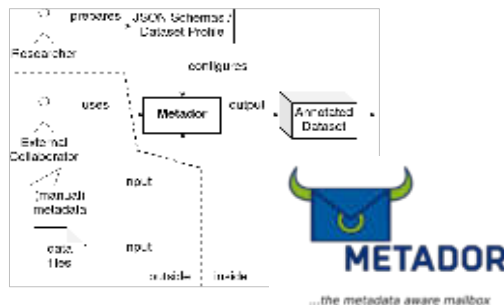 prepares
JSON Schemas /
Dataset Profile
Researcher
configures
uses
Metador
output
Annotated
Dataset
External
Collaborator
(manual)
metadata
input
data
files
input
outside
inside
METADOR
...the metadata aware mailbox